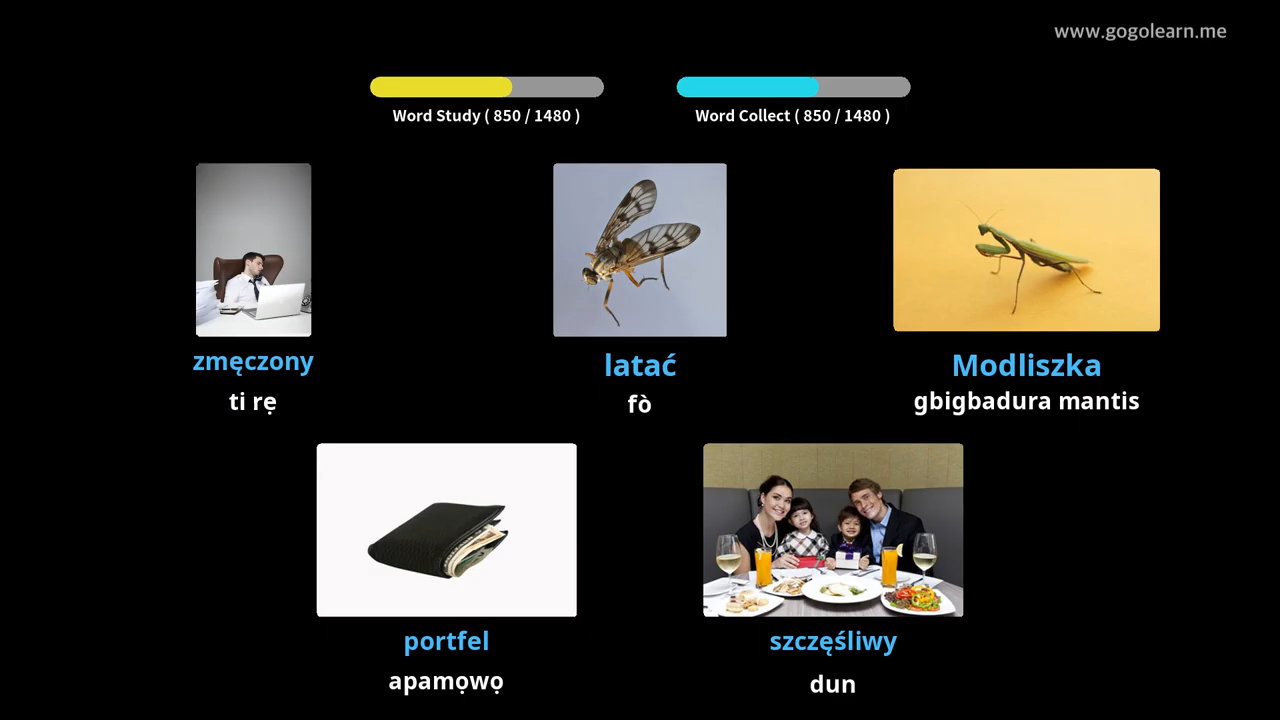 www.gogolearn.me
Word Study ( 850 / 1480 )
Word Collect ( 850 / 1480 )
zmęczony
latać
Modliszka
ti rẹ
fò
gbigbadura mantis
portfel
szczęśliwy
apamọwọ
dun